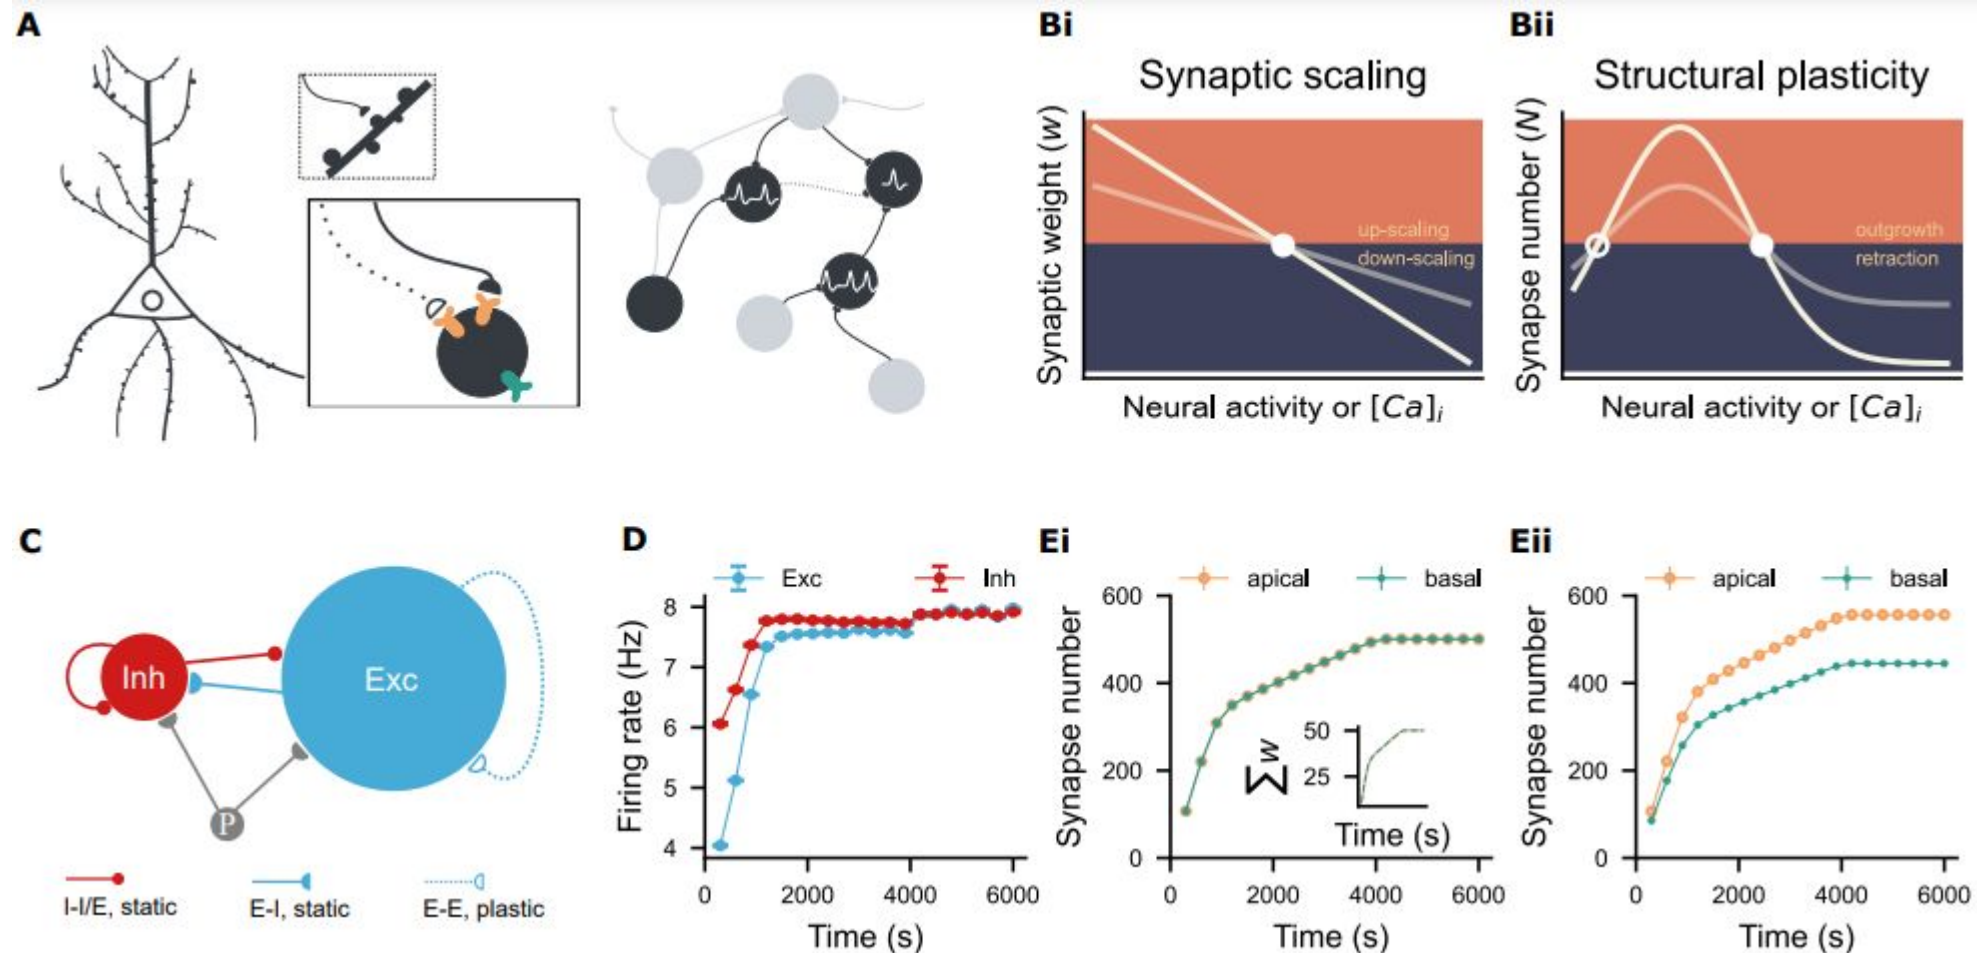 A
Bi
Synaptic scaling
Synaptic weight (w)
up-scaling
down-scaling
Neural activity or [Ca]i
Bii
Structural plasticity
Synapse number (N)
outgrowth
retraction
Neural activity or [Ca]i
C
Inh
Exc
P
I-I/E, static
E-I, static
E-E, plastic
D
Exc
Inh
Firing rate (Hz)
8
7
6
5
4
0
2000
4000
6000
Time (s)
Ei
apical
basal
Synapse number
600
400
200
0
∑w
50
25
Time (s)
0
2000
4000
6000
Time (s)
Eii
apical
basal
Synapse number
600
400
200
0
0
2000
4000
6000
Time (s)